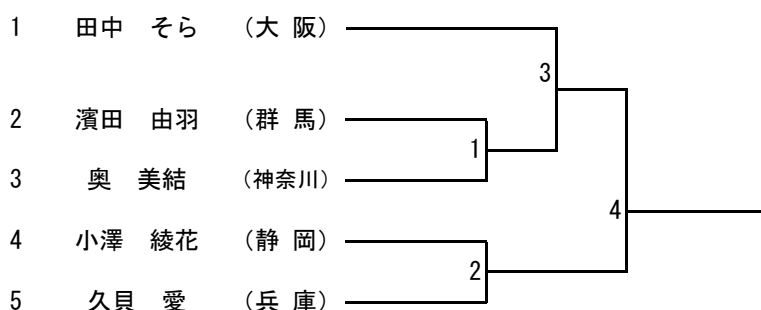 1 田中 そら (大 阪)
3
2 濱田 由羽 (群 馬)
1
3 奥 美結 (神奈川)
4
4 小澤 綾花 (静 岡)
2
5 久貝 愛 (兵 庫)